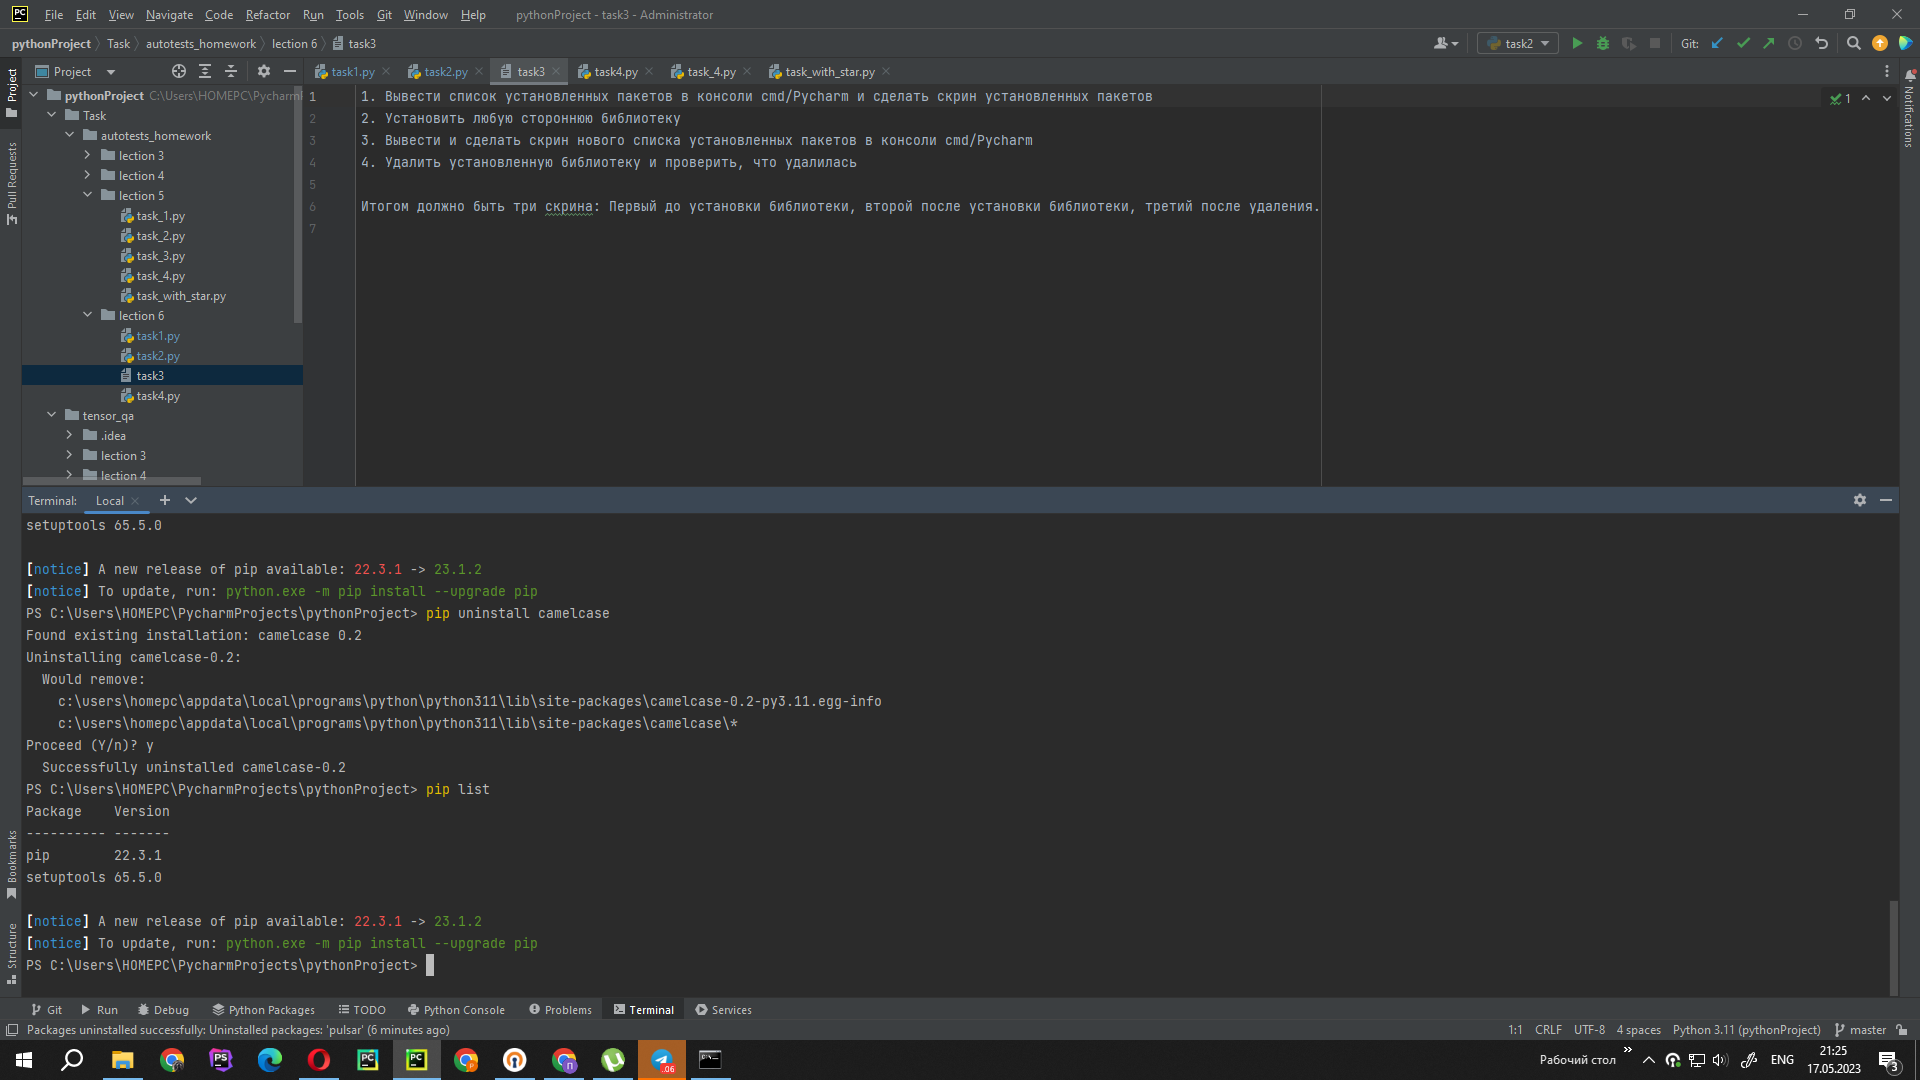 File Edit View Navigate Code Refactor Run Tools Git Window Help pythonProject - task3 - Administrator
pythonProject Task autotests_homework lection 6 task3 task2 Git:
Project task1.py task2.py task3 task4.py task_4.py task_with_star.py
Project
Pull Requests
Bookmarks
Structure
Notifications
pythonProject C:\Users\HOMEPC\Pycharm
Task
autotests_homework
lection 3
lection 4
lection 5
task_1.py
task_2.py
task_3.py
task_4.py
task_with_star.py
lection 6
task1.py
task2.py
task3
task4.py
tensor_qa
.idea
lection 3
lection 4
1 1. Вывести список установленных пакетов в консоли cmd/Pycharm и сделать скрин установленных пакетов
2 2. Установить любую стороннюю библиотеку
3 3. Вывести и сделать скрин нового списка установленных пакетов в консоли cmd/Pycharm
4 4. Удалить установленную библиотеку и проверить, что удалилась
5
6 Итогом должно быть три скрина: Первый до установки библиотеки, второй после установки библиотеки, третий после удаления.
7
1
Terminal: Local
setuptools 65.5.0
[notice] A new release of pip available: 22.3.1 -> 23.1.2
[notice] To update, run: python.exe -m pip install --upgrade pip
PS C:\Users\HOMEPC\PycharmProjects\pythonProject> pip uninstall camelcase
Found existing installation: camelcase 0.2
Uninstalling camelcase-0.2:
Would remove:
c:\users\homepc\appdata\local\programs\python\python311\lib\site-packages\camelcase-0.2-py3.11.egg-info
c:\users\homepc\appdata\local\programs\python\python311\lib\site-packages\camelcase\*
Proceed (Y/n)? y
Successfully uninstalled camelcase-0.2
PS C:\Users\HOMEPC\PycharmProjects\pythonProject> pip list
Package Version
---------- -------
pip 22.3.1
setuptools 65.5.0
[notice] A new release of pip available: 22.3.1 -> 23.1.2
[notice] To update, run: python.exe -m pip install --upgrade pip
PS C:\Users\HOMEPC\PycharmProjects\pythonProject>
Git Run Debug Python Packages TODO Python Console Problems Terminal Services
Packages uninstalled successfully: Uninstalled packages: 'pulsar' (6 minutes ago) 1:1 CRLF UTF-8 4 spaces Python 3.11 (pythonProject) master
Рабочий стол ENG 21:25
17.05.2023 3